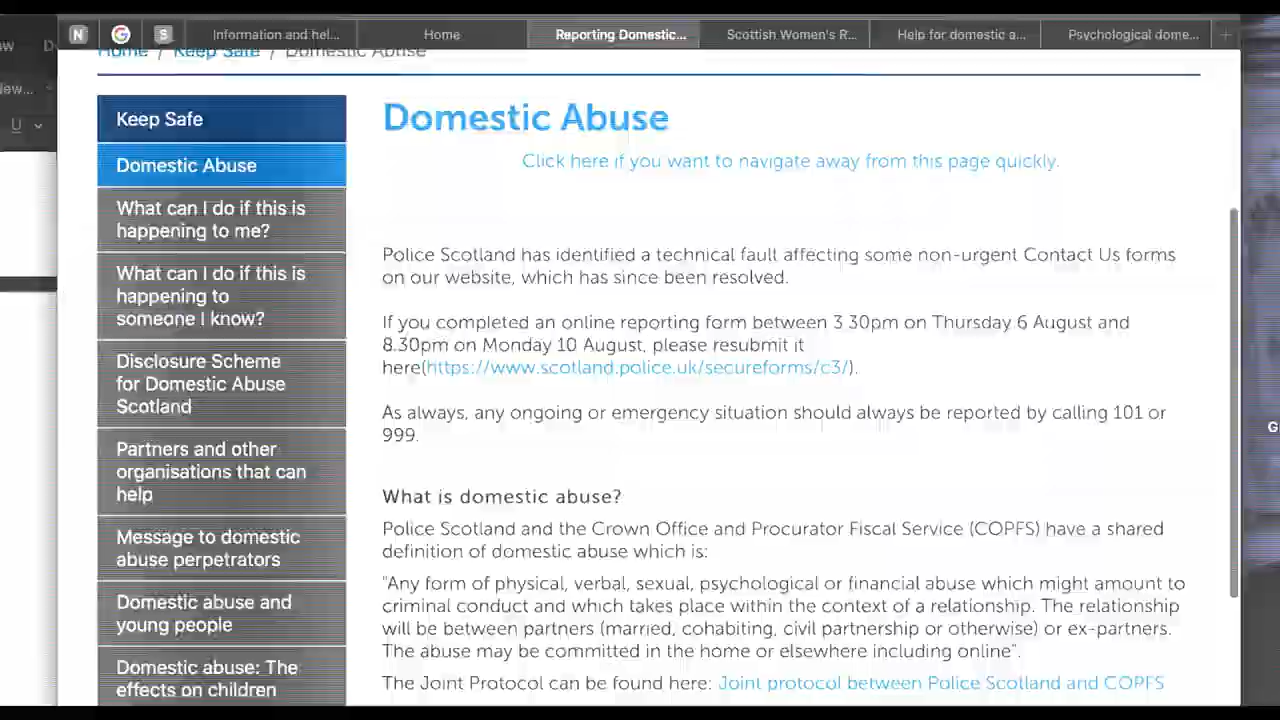 N
G
S
Information and hel...
Home
Reporting Domestic...
Scottish Women's R...
Help for domestic a...
Psychological dome...
+
Home / Keep Safe / Domestic Abuse
New...
U
Keep Safe
Domestic Abuse
What can I do if this is
happening to me?
What can I do if this is
happening to
someone I know?
Disclosure Scheme
for Domestic Abuse
Scotland
Partners and other
organisations that can
help
Message to domestic
abuse perpetrators
Domestic abuse and
young people
Domestic abuse: The
effects on children
Domestic Abuse
Click here if you want to navigate away from this page quickly.
Police Scotland has identified a technical fault affecting some non-urgent Contact Us forms
on our website, which has since been resolved.
If you completed an online reporting form between 3 30pm on Thursday 6 August and
8.30pm on Monday 10 August, please resubmit it
here(https://www.scotland.police.uk/secureforms/c3/).
As always, any ongoing or emergency situation should always be reported by calling 101 or
999.
What is domestic abuse?
Police Scotland and the Crown Office and Procurator Fiscal Service (COPFS) have a shared
definition of domestic abuse which is:
"Any form of physical, verbal, sexual, psychological or financial abuse which might amount to
criminal conduct and which takes place within the context of a relationship. The relationship
will be between partners (married, cohabiting, civil partnership or otherwise) or ex-partners.
The abuse may be committed in the home or elsewhere including online".
The Joint Protocol can be found here: Joint protocol between Police Scotland and COPFS
G